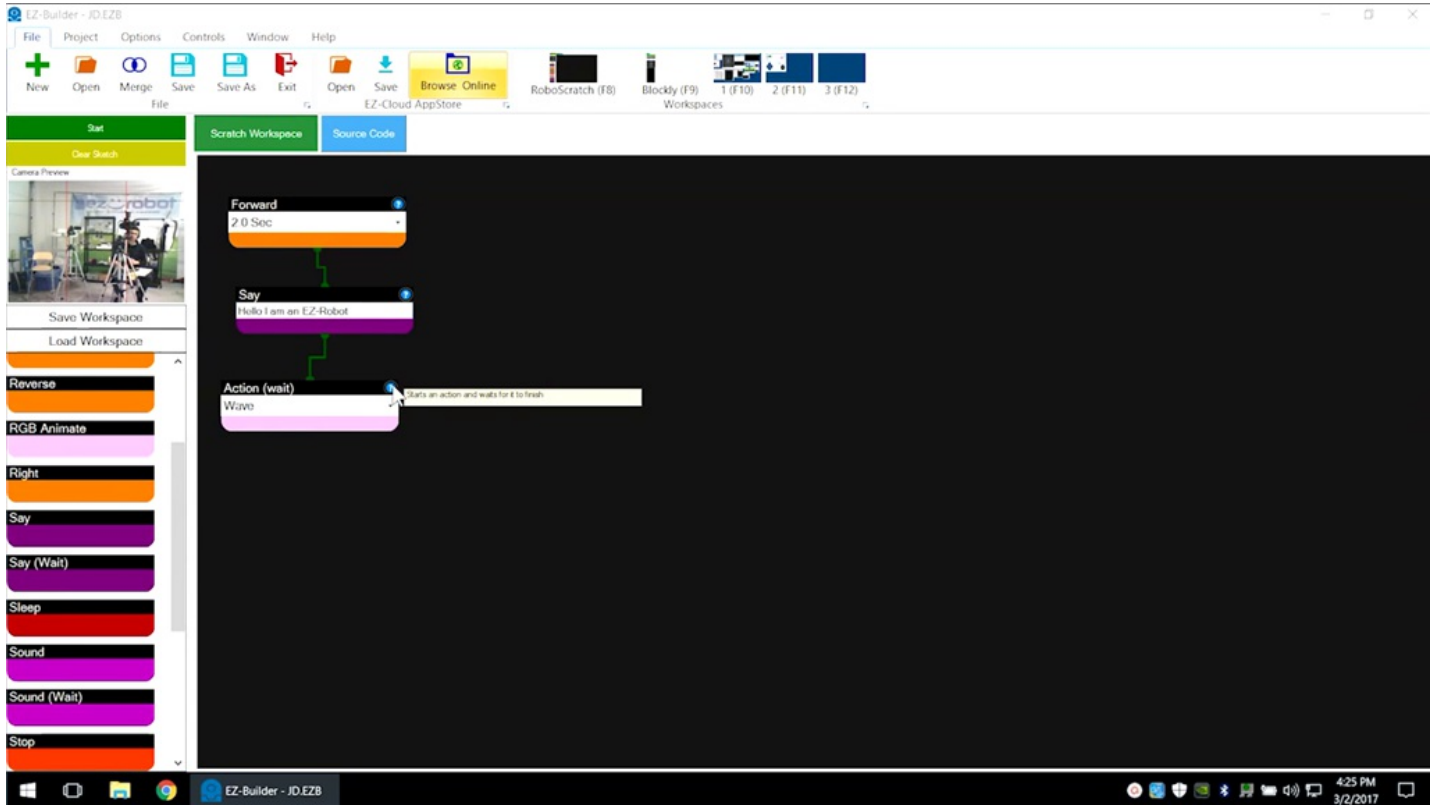 EZ-Builder - JD.EZB
File Project Options Controls Window Help
New Open Merge Save Save As Exit Open Save Browse Online RoboScratch (F8) Blockly (F9) 1 (F10) 2 (F11) 3 (F12)
File EZ-Cloud AppStore Workspaces
Start
Clear Sketch
Scratch Workspace Source Code
Camera Preview
ez robot
Save Workspace
Load Workspace
Reverse
RGB Animate
Right
Say
Say (Wait)
Sleep
Sound
Sound (Wait)
Stop
Forward
2.0 Sec
Say
Hello I am an EZ-Robot
Action (wait)
Wave
Starts an action and waits for it to finish
EZ-Builder - JD.EZB
4:25 PM
3/2/2017